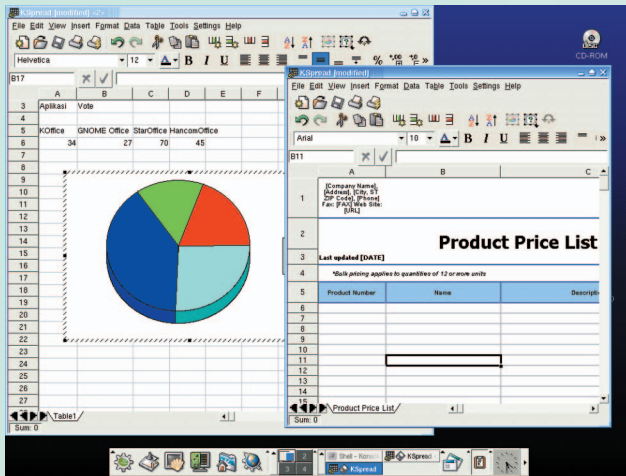 KSpread [modified] <2>
File Edit View Insert Format Data Table Tools Settings Help
Helvetica 12 A B I U %
B17
A B C D E F
3 Aplikasi Vote
4
5 KOffice GNOME Office StarOffice HancomOffice
6 34 27 70 45
7
8
9
10
11
12
13
14
15
16
17
18
19
20
21
22
23
24
25
26
27
Table1
Sum: 0
CD-ROM
KSpread [modified]
File Edit View Insert Format Data Table Tools Settings Help
Arial 10 A B I U
B11
A B C
1 [Company Name],
[Address], [City, ST
ZIP Code], [Phone]
Fax: [FAX] Web Site:
[URL]
2 Product Price List
3 Last updated [DATE]
4 *Bulk pricing applies to quantities of 12 or more units
5 Product Number Name Descripti
6
7
8
9
10
11
12
13
14
15
Product Price List
Sum: 0
1 2
3 4
Shell - Konso
KSpread
KSpread